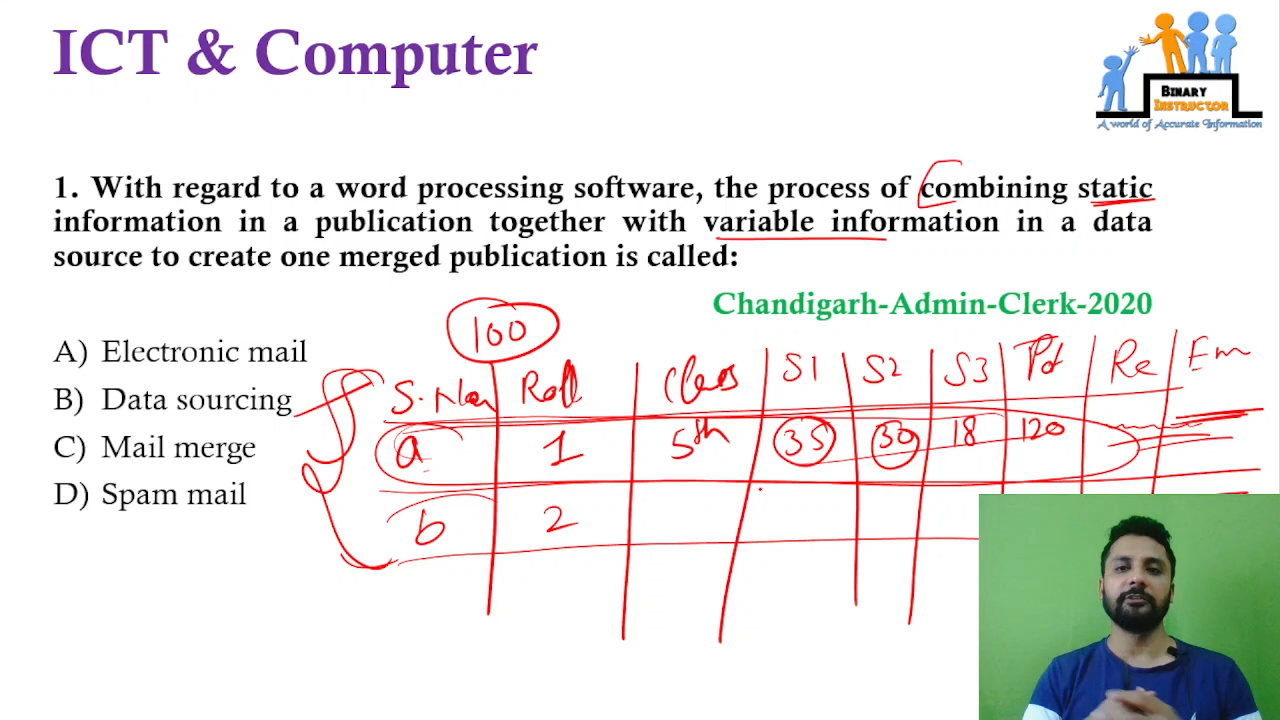 ICT & Computer
BINARY
INSTRUCTOR
A world of Accurate Information
1. With regard to a word processing software, the process of combining static
information in a publication together with variable information in a data
source to create one merged publication is called:
Chandigarh-Admin-Clerk-2020
100
A) Electronic mail
B) Data sourcing
C) Mail merge
D) Spam mail
Roll Class S1 S2 S3 Re Em
a 1 5th 35 30 18 120
b 2